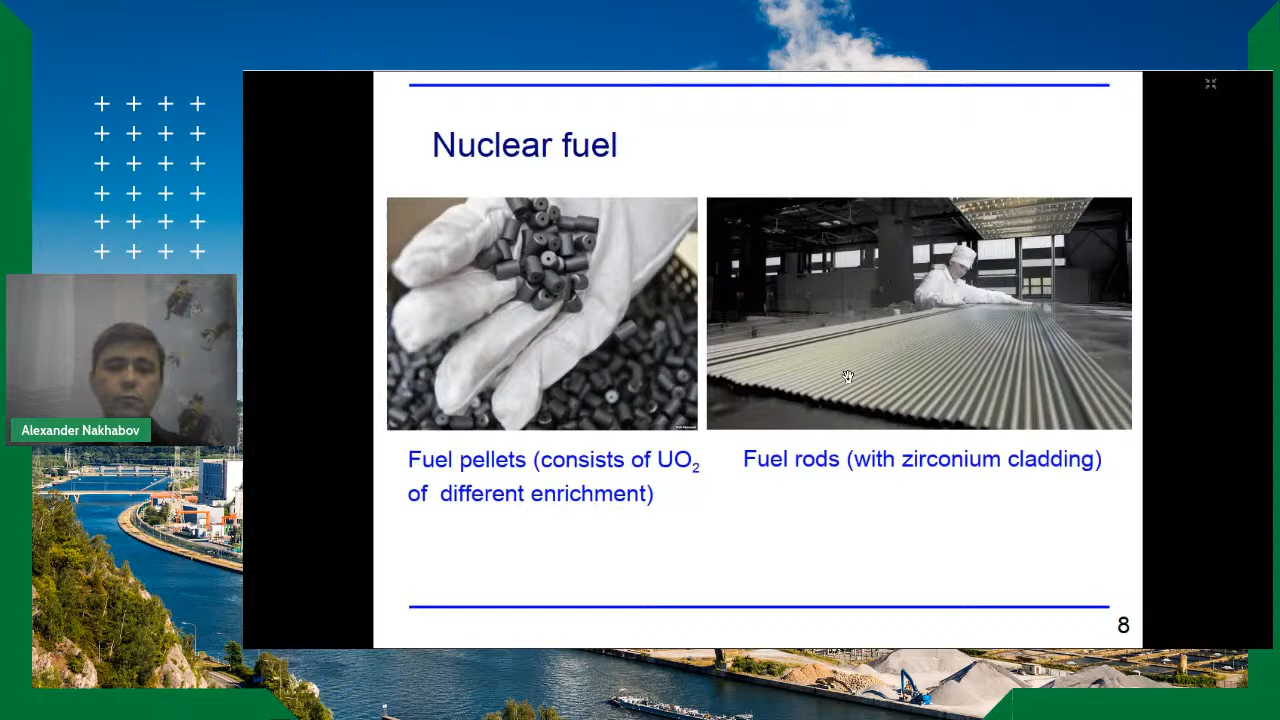 Nuclear fuel
Alexander Nakhabov
Fuel pellets (consists of UO₂
of different enrichment)
Fuel rods (with zirconium cladding)
8